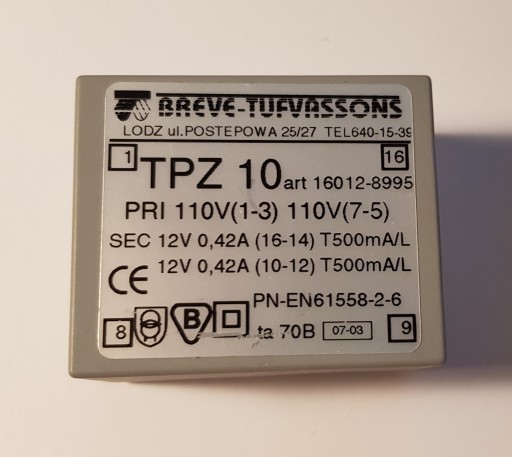 BREVE-TUFVASSONS
LODZ ul.POSTEPOWA 25/27 TEL640-15-39
1 16
TPZ 10 art 16012-8995
PRI 110V(1-3) 110V(7-5)
SEC 12V 0,42A (16-14) T500mA/L
CE 12V 0,42A (10-12) T500mA/L
PN-EN61558-2-6
8 B ta 70B 07-03 9